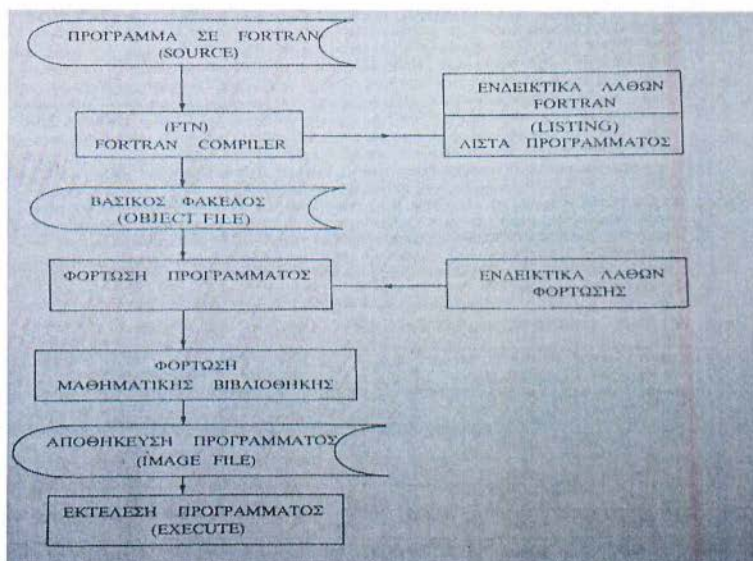 ΠΡΟΓΡΑΜΜΑ ΣΕ FORTRAN
(SOURCE)
(FTN)
FORTRAN COMPILER
ΕΝΔΕΙΚΤΙΚΑ ΛΑΘΩΝ
FORTRAN
(LISTING)
ΛΙΣΤΑ ΠΡΟΓΡΑΜΜΑΤΟΣ
ΒΑΣΙΚΟΣ ΦΑΚΕΛΟΣ
(OBJECT FILE)
ΦΟΡΤΩΣΗ ΠΡΟΓΡΑΜΜΑΤΟΣ
ΕΝΔΕΙΚΤΙΚΑ ΛΑΘΩΝ
ΦΟΡΤΩΣΗΣ
ΦΟΡΤΩΣΗ
ΜΑΘΗΜΑΤΙΚΗΣ ΒΙΒΛΙΟΘΗΚΗΣ
ΑΠΟΘΗΚΕΥΣΗ ΠΡΟΓΡΑΜΜΑΤΟΣ
(IMAGE FILE)
ΕΚΤΕΛΕΣΗ ΠΡΟΓΡΑΜΜΑΤΟΣ
(EXECUTE)